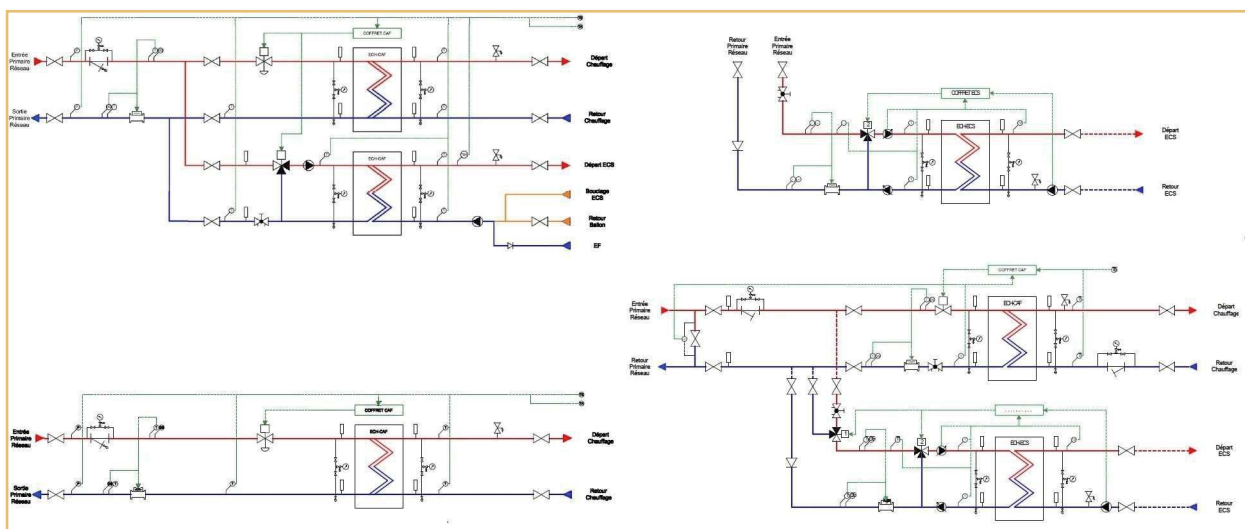 COFFRET CAF
Entrée
Primaire
Réseau
ECH-CAF
Départ
Chauffage
Sortie
Primaire
Réseau
Retour
Chauffage
ECH-CAF
Départ ECS
Bouclage
ECS
Retour
Ballon
EF
COFFRET CAF
Entrée
Primaire
Réseau
ECH-CAF
Départ
Chauffage
Sortie
Primaire
Réseau
Retour
Chauffage
Retour
Primaire
Réseau
Entrée
Primaire
Réseau
COFFRET ECS
ECH-ECS
Départ
ECS
Retour
ECS
COFFRET CAF
Entrée
Primaire
Réseau
ECH-CAF
Départ
Chauffage
Retour
Primaire
Réseau
Retour
Chauffage
ECH-ECS
Départ
ECS
Retour
ECS